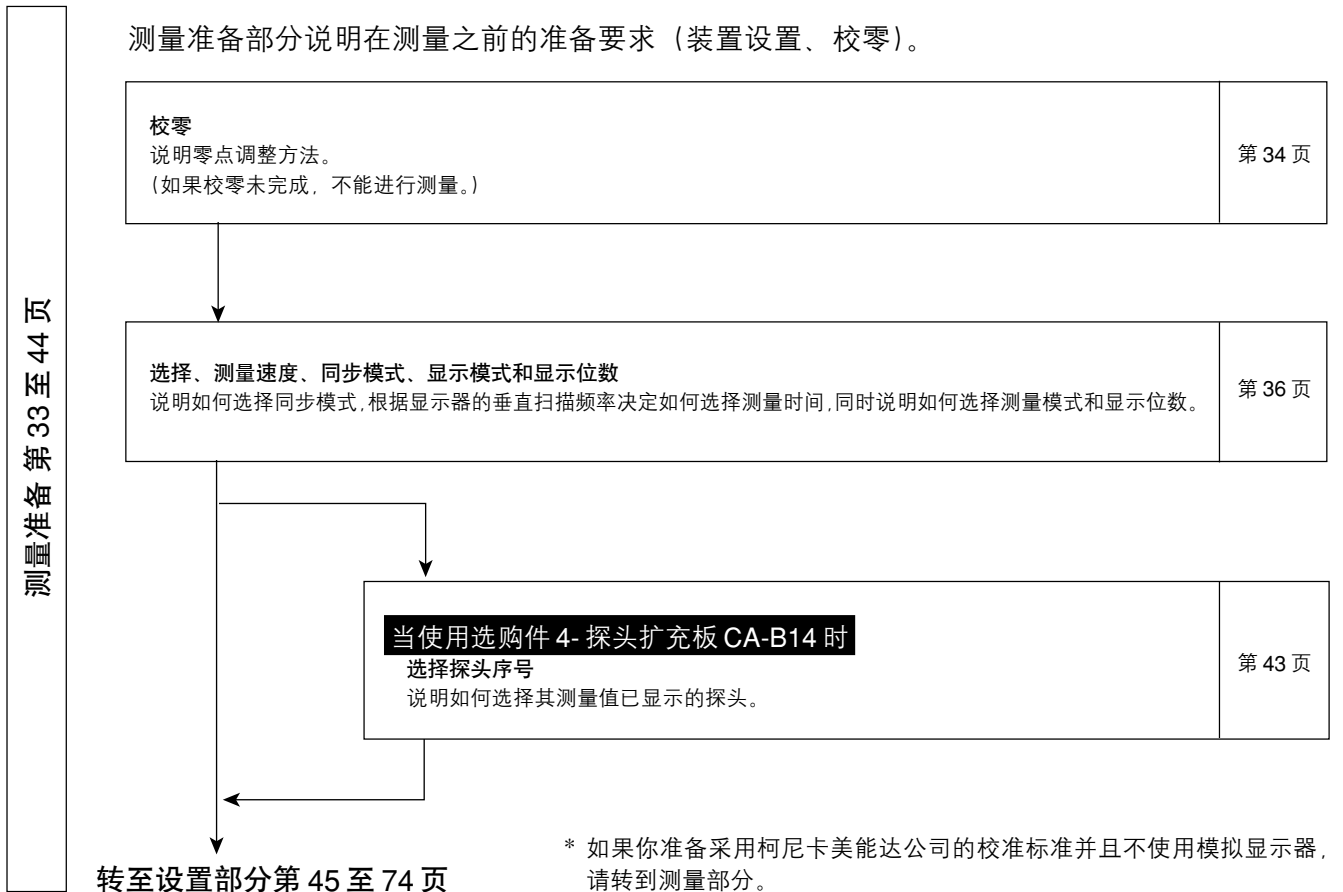 测量准备部分说明在测量之前的准备要求（装置设置、校零）。
校零
说明零点调整方法。
（如果校零未完成，不能进行测量。）
第 34 页
选择、测量速度、同步模式、显示模式和显示位数
说明如何选择同步模式,根据显示器的垂直扫描频率决定如何选择测量时间,同时说明如何选择测量模式和显示位数。
第 36 页
测量准备 第 33 至 44 页
当使用选购件 4- 探头扩充板 CA-B14 时
选择探头序号
说明如何选择其测量值已显示的探头。
第 43 页
转至设置部分第 45 至 74 页
* 如果你准备采用柯尼卡美能达公司的校准标准并且不使用模拟显示器，
请转到测量部分。